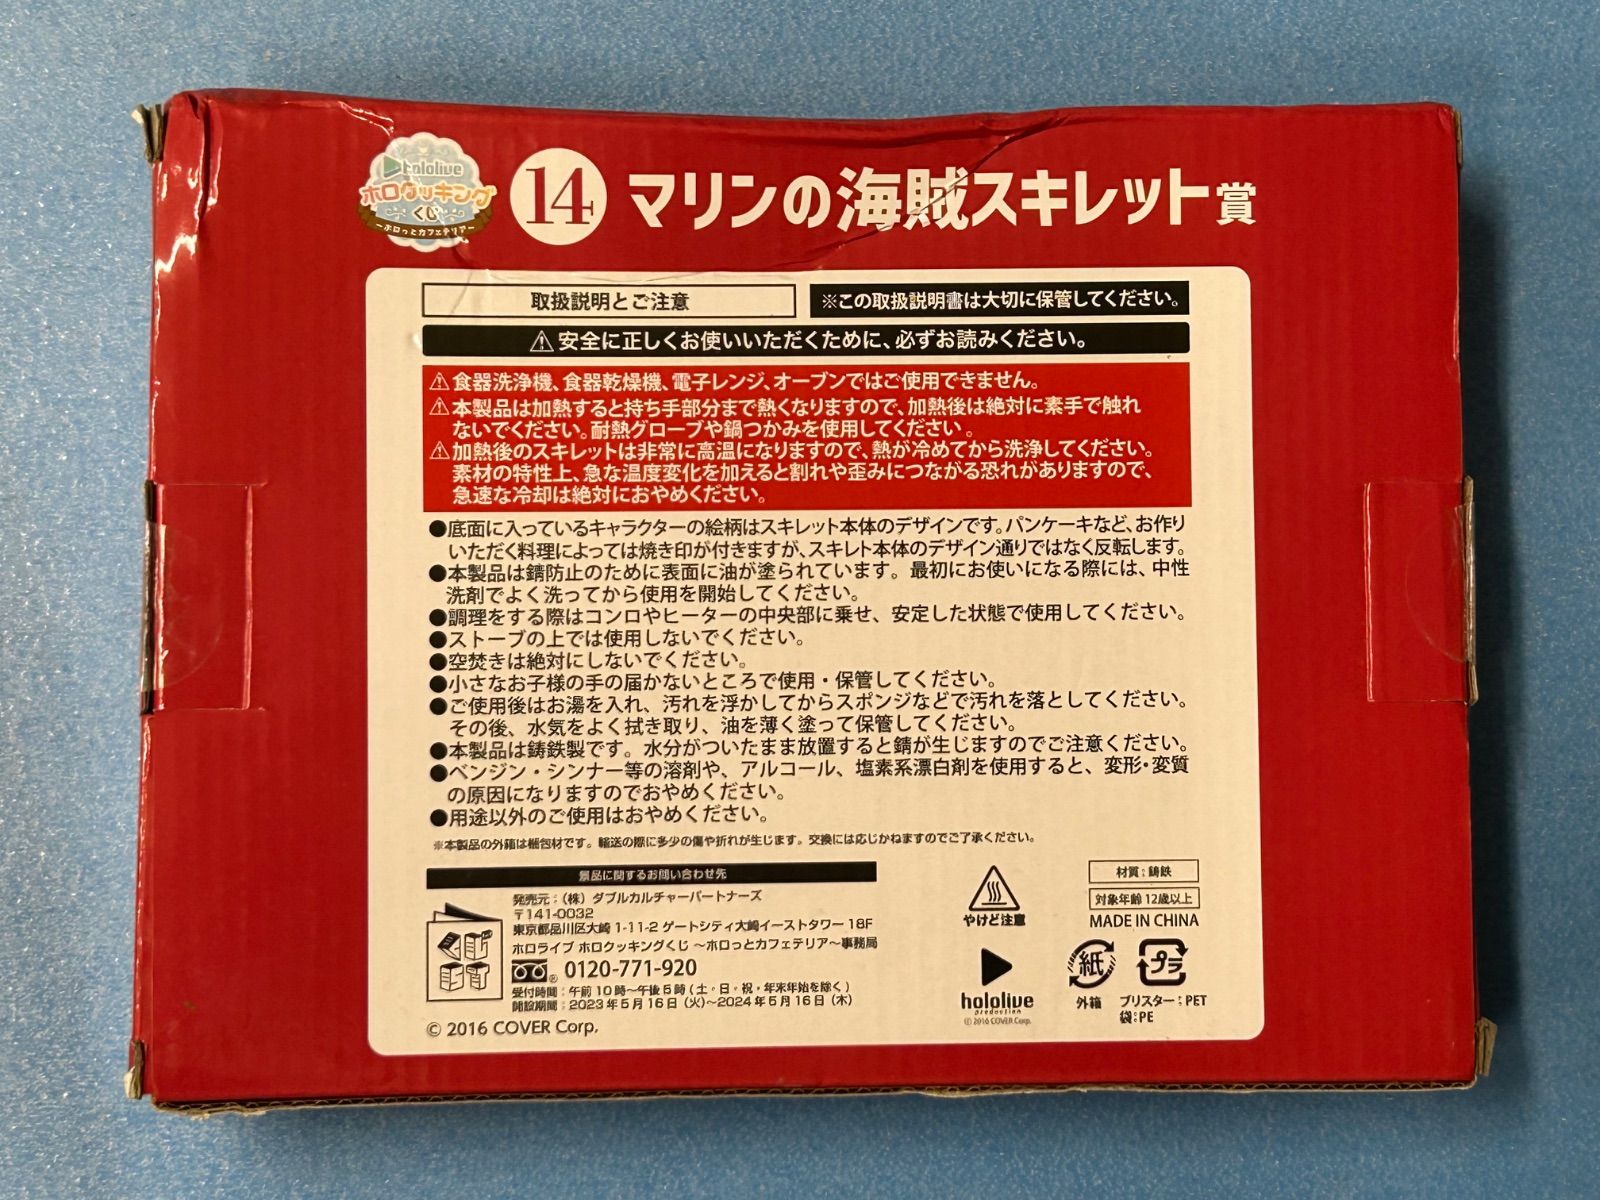 hololive
ホロクッキング
くじ
～ホロっとカフェテリア～
14 マリンの海賊スキレット賞
取扱説明とご注意
※この取扱説明書は大切に保管してください。
⚠安全に正しくお使いいただくために、必ずお読みください。
⚠食器洗浄機、食器乾燥機、電子レンジ、オーブンではご使用できません。
⚠本製品は加熱すると持ち手部分まで熱くなりますので、加熱後は絶対に素手で触れ
ないでください。耐熱グローブや鍋つかみを使用してください。
⚠加熱後のスキレットは非常に高温になりますので、熱が冷めてから洗浄してください。
素材の特性上、急な温度変化を加えると割れや歪みにつながる恐れがありますので、
急速な冷却は絶対におやめください。
●底面に入っているキャラクターの絵柄はスキレット本体のデザインです。パンケーキなど、お作り
いただく料理によっては焼き印が付きますが、スキレト本体のデザイン通りではなく反転します。
●本製品は錆防止のために表面に油が塗られています。最初にお使いになる際には、中性
洗剤でよく洗ってから使用を開始してください。
●調理をする際はコンロやヒーターの中央部に乗せ、安定した状態で使用してください。
●ストーブの上では使用しないでください。
●空焚きは絶対にしないでください。
●小さなお子様の手の届かないところで使用・保管してください。
●ご使用後はお湯を入れ、汚れを浮かしてからスポンジなどで汚れを落としてください。
その後、水気をよく拭き取り、油を薄く塗って保管してください。
●本製品は鋳鉄製です。水分がついたまま放置すると錆が生じますのでご注意ください。
●ベンジン・シンナー等の溶剤や、アルコール、塩素系漂白剤を使用すると、変形・変質
の原因になりますのでおやめください。
●用途以外のご使用はおやめください。
※本製品の外箱は梱包材です。輸送の際に多少の傷や折れが生じます。交換には応じかねますのでご了承ください。
景品に関するお問い合わせ先
発売元：（株）ダブルカルチャーパートナーズ
〒141-0032
東京都品川区大崎 1-11-2 ゲートシティ大崎イーストタワー 18F
ホロライブ ホロクッキングくじ ～ホロっとカフェテリア～事務局
0120-771-920
受付時間：午前10時～午後5時（土・日・祝・年末年始を除く）
開設期間：2023年5月16日（火）～2024年5月16日（木）
© 2016 COVER Corp.
やけど注意
hololive
production
© 2016 COVER Corp.
材質：鋳鉄
対象年齢 12歳以上
MADE IN CHINA
紙
外箱
プラ
ブリスター：PET
袋：PE